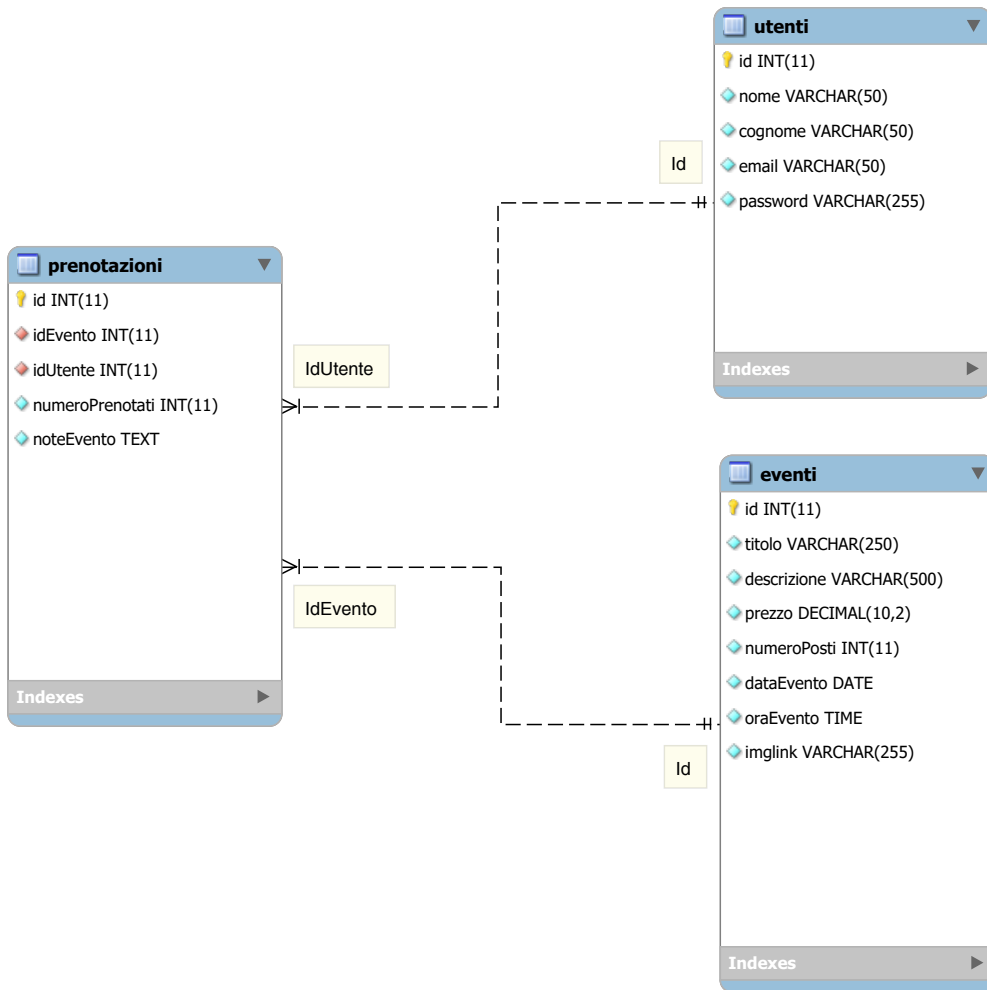 utenti
id INT(11)
nome VARCHAR(50)
cognome VARCHAR(50)
email VARCHAR(50)
password VARCHAR(255)
Indexes
Id
prenotazioni
id INT(11)
idEvento INT(11)
idUtente INT(11)
numeroPrenotati INT(11)
noteEvento TEXT
Indexes
IdUtente
IdEvento
eventi
id INT(11)
titolo VARCHAR(250)
descrizione VARCHAR(500)
prezzo DECIMAL(10,2)
numeroPosti INT(11)
dataEvento DATE
oraEvento TIME
imglink VARCHAR(255)
Indexes
Id